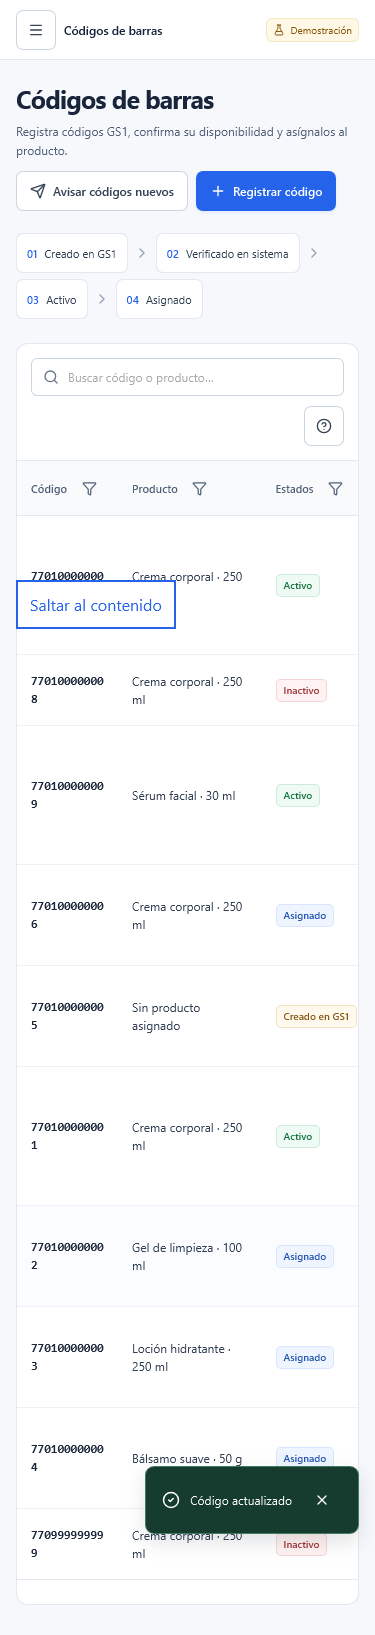 Códigos de barras
Demostración
Códigos de barras
Registra códigos GS1, confirma su disponibilidad y asígnalos al
producto.
Avisar códigos nuevos
Registrar código
01 Creado en GS1
02 Verificado en sistema
03 Activo
04 Asignado
Buscar código o producto...
Código
Producto
Estados
77010000000
Crema corporal · 250
Activo
Saltar al contenido
77010000000
8
Crema corporal · 250
ml
Inactivo
77010000000
9
Sérum facial · 30 ml
Activo
77010000000
6
Crema corporal · 250
ml
Asignado
77010000000
5
Sin producto
asignado
Creado en GS1
77010000000
1
Crema corporal · 250
ml
Activo
77010000000
2
Gel de limpieza · 100
ml
Asignado
77010000000
3
Loción hidratante ·
250 ml
Asignado
77010000000
4
Bálsamo suave · 50 g
Asignado
Código actualizado
77099999999
9
Crema corporal · 250
ml
Inactivo